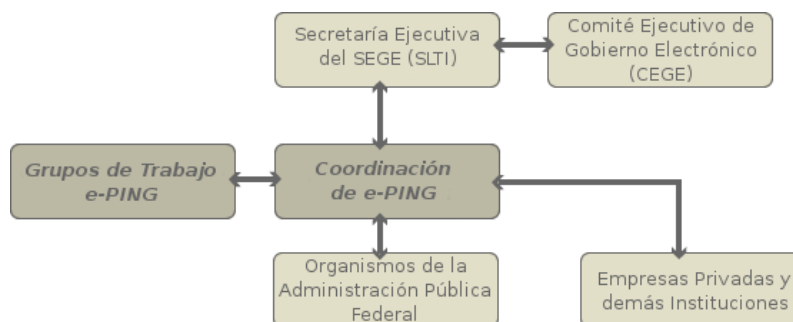 Secretaría Ejecutiva
del SEGE (SLTI)
Comité Ejecutivo de
Gobierno Electrónico
(CEGE)
Grupos de Trabajo
e-PING
Coordinación
de e-PING
Organismos de la
Administración Pública
Federal
Empresas Privadas y
demás Instituciones